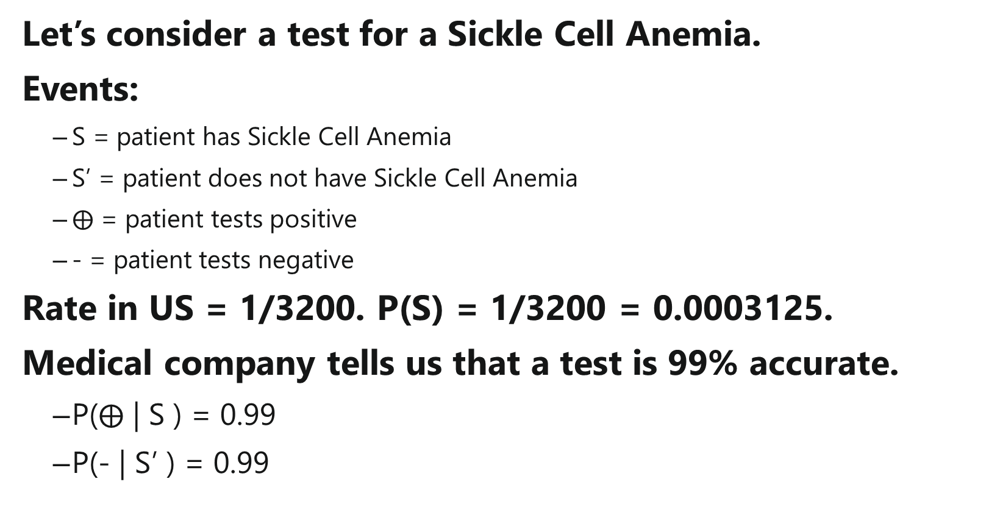 Let’s consider a test for a Sickle Cell Anemia.
Events:
– S = patient has Sickle Cell Anemia
– S’ = patient does not have Sickle Cell Anemia
– ⊕ = patient tests positive
– - = patient tests negative
Rate in US = 1/3200. P(S) = 1/3200 = 0.0003125.
Medical company tells us that a test is 99% accurate.
–P(⊕ | S ) = 0.99
–P(- | S’ ) = 0.99